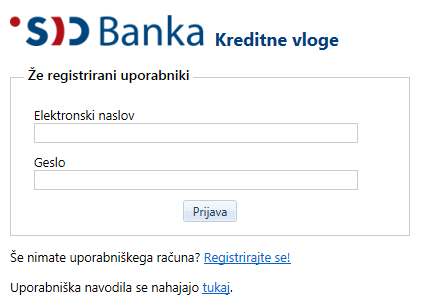 SID Banka Kreditne vloge
Že registrirani uporabniki
Elektronski naslov
Geslo
Prijava
Še nimate uporabniškega računa? Registrirajte se!
Uporabniška navodila se nahajajo tukaj.